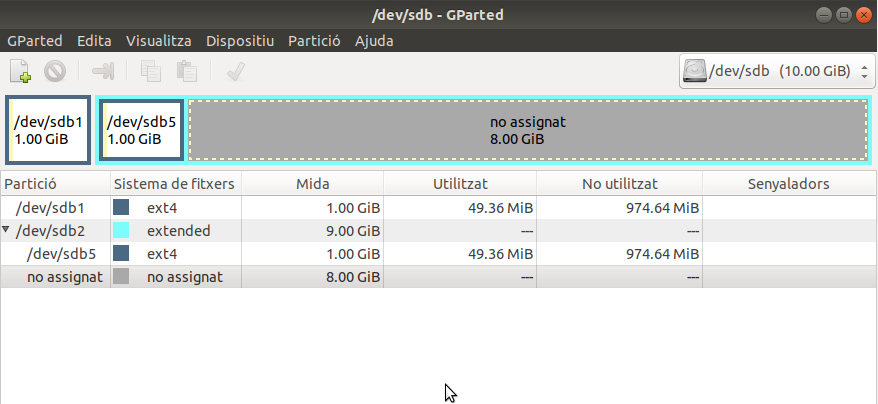 /dev/sdb - GParted
GParted Edita Visualitza Dispositiu Partició Ajuda
/dev/sdb (10.00 GiB)
/dev/sdb1
1.00 GiB
/dev/sdb5
1.00 GiB
no assignat
8.00 GiB
Partició Sistema de fitxers Mida Utilitzat No utilitzat Senyaladors
/dev/sdb1 ext4 1.00 GiB 49.36 MiB 974.64 MiB
/dev/sdb2 extended 9.00 GiB --- ---
/dev/sdb5 ext4 1.00 GiB 49.36 MiB 974.64 MiB
no assignat no assignat 8.00 GiB --- ---